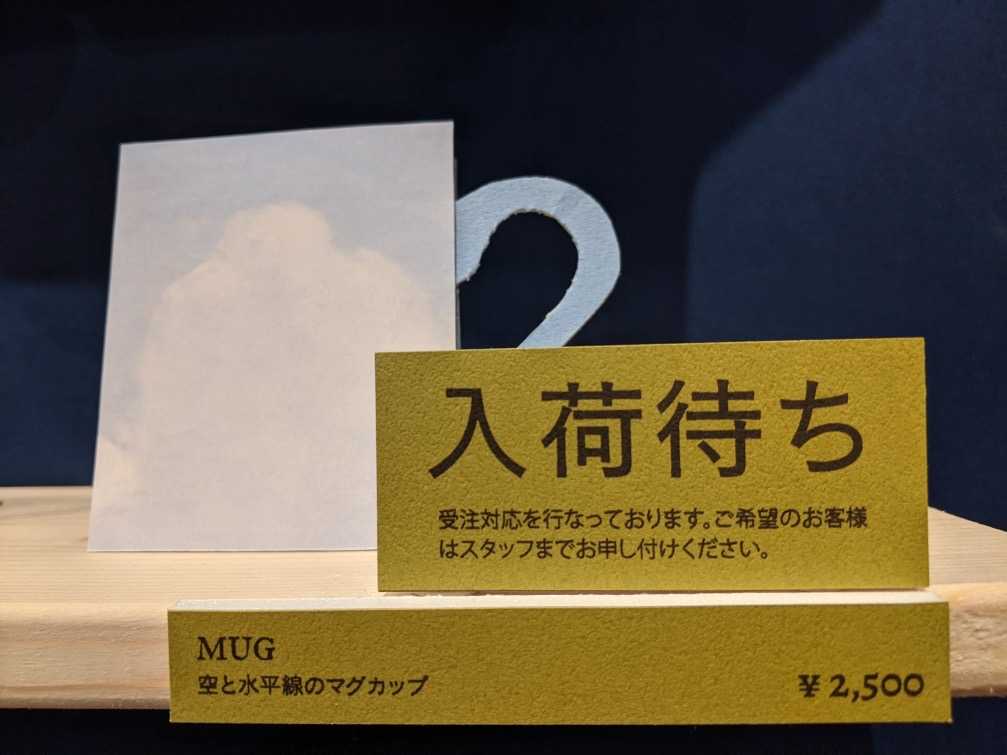 入荷待ち
受注対応を行なっております。ご希望のお客様
はスタッフまでお申し付けください。
MUG
空と水平線のマグカップ
¥ 2,500